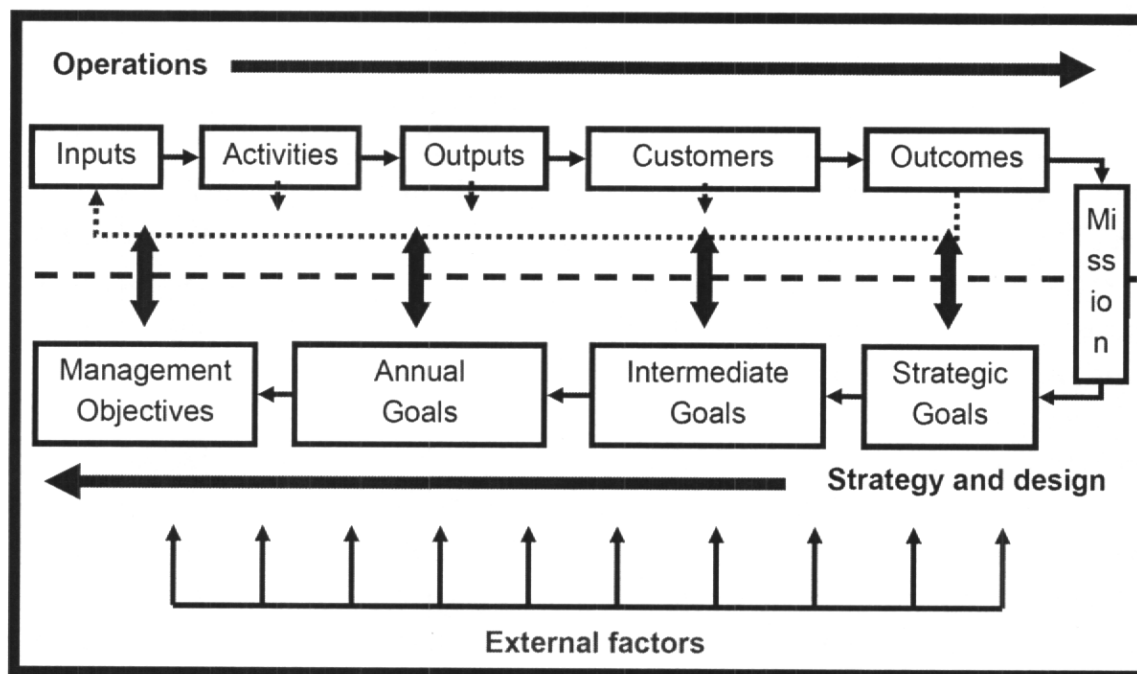 Operations
Inputs
Activities
Outputs
Customers
Outcomes
Mi
ss
io
n
Management
Objectives
Annual
Goals
Intermediate
Goals
Strategic
Goals
Strategy and design
External factors